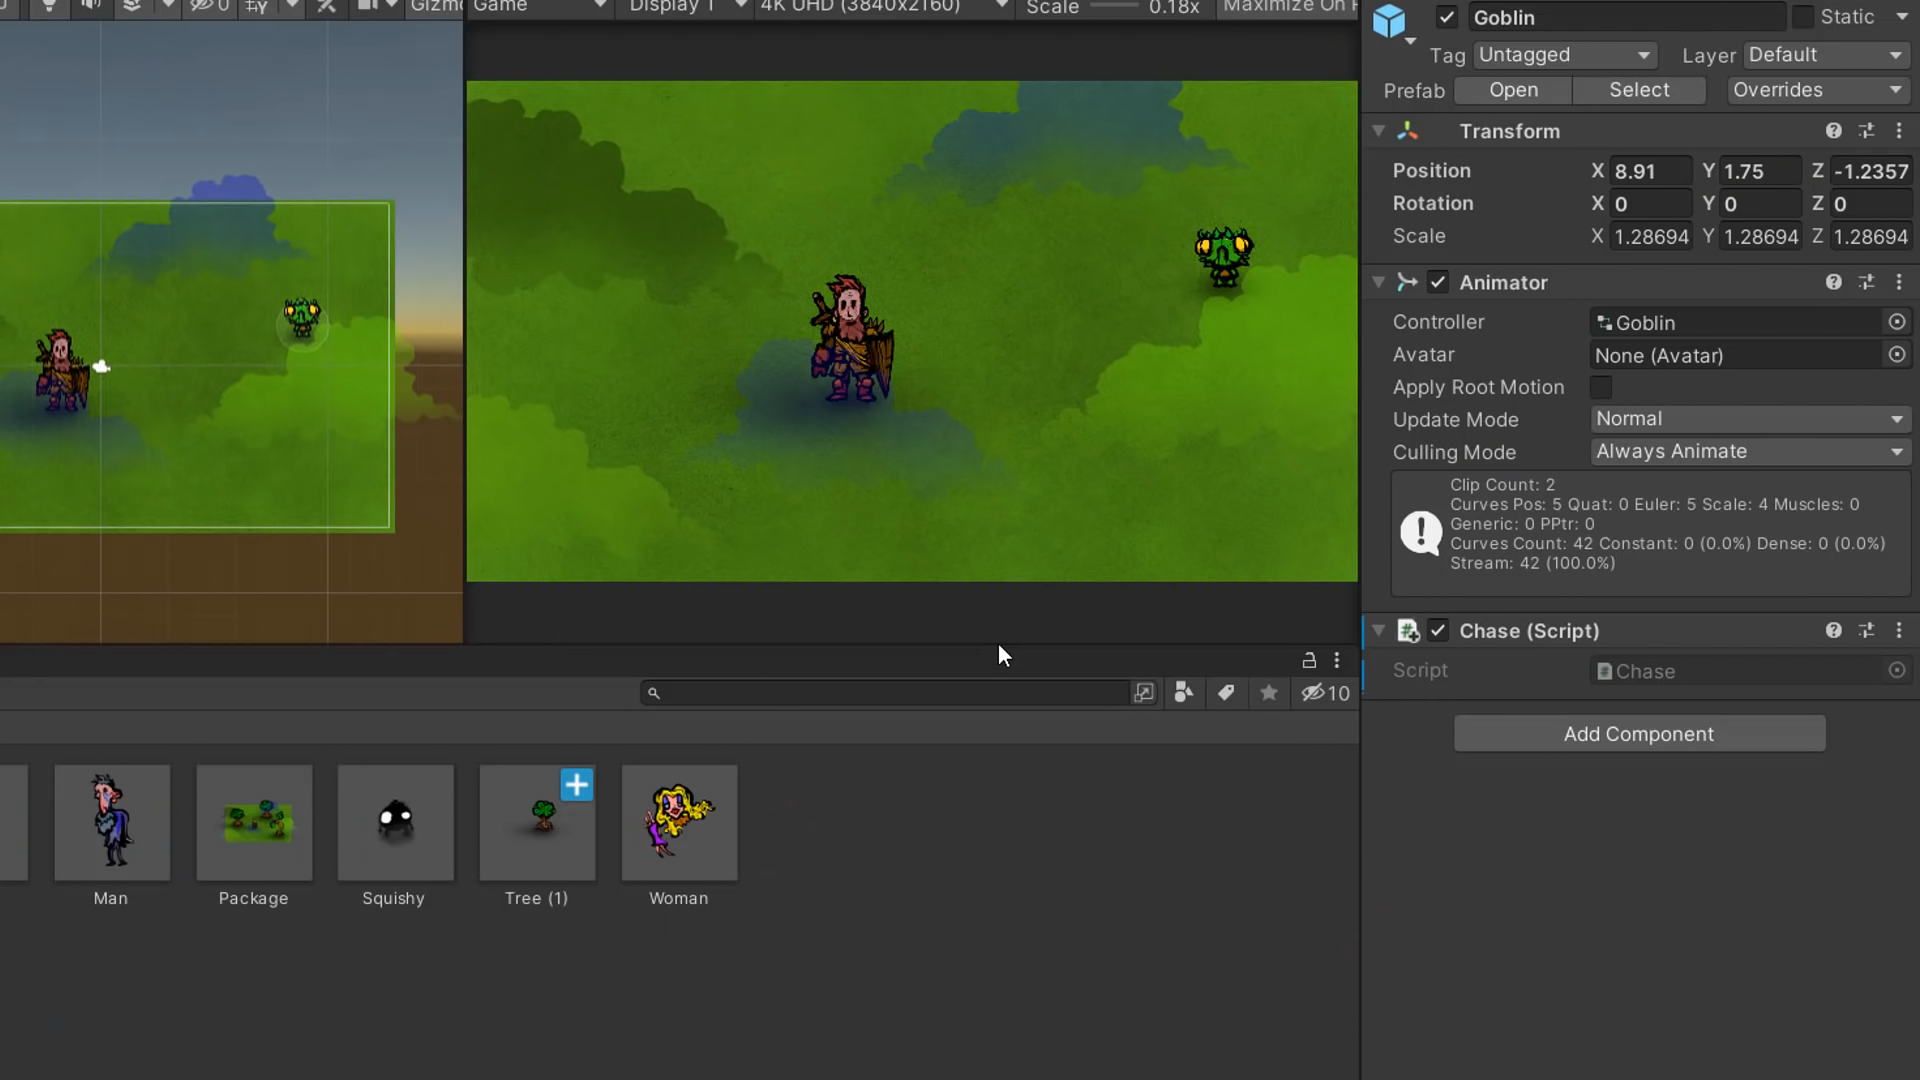 0 Gizmo Game Display 1 4K UHD (3840x2160) Scale 0.18x Maximize On P
Goblin Static
Tag Untagged Layer Default
Prefab Open Select Overrides
Transform
Position X 8.91 Y 1.75 Z -1.2357
Rotation X 0 Y 0 Z 0
Scale X 1.28694 Y 1.28694 Z 1.28694
Animator
Controller Goblin
Avatar None (Avatar)
Apply Root Motion
Update Mode Normal
Culling Mode Always Animate
Clip Count: 2
Curves Pos: 5 Quat: 0 Euler: 5 Scale: 4 Muscles: 0
Generic: 0 PPtr: 0
Curves Count: 42 Constant: 0 (0.0%) Dense: 0 (0.0%)
Stream: 42 (100.0%)
Chase (Script)
Script Chase
Add Component
10
Man Package Squishy Tree (1) Woman